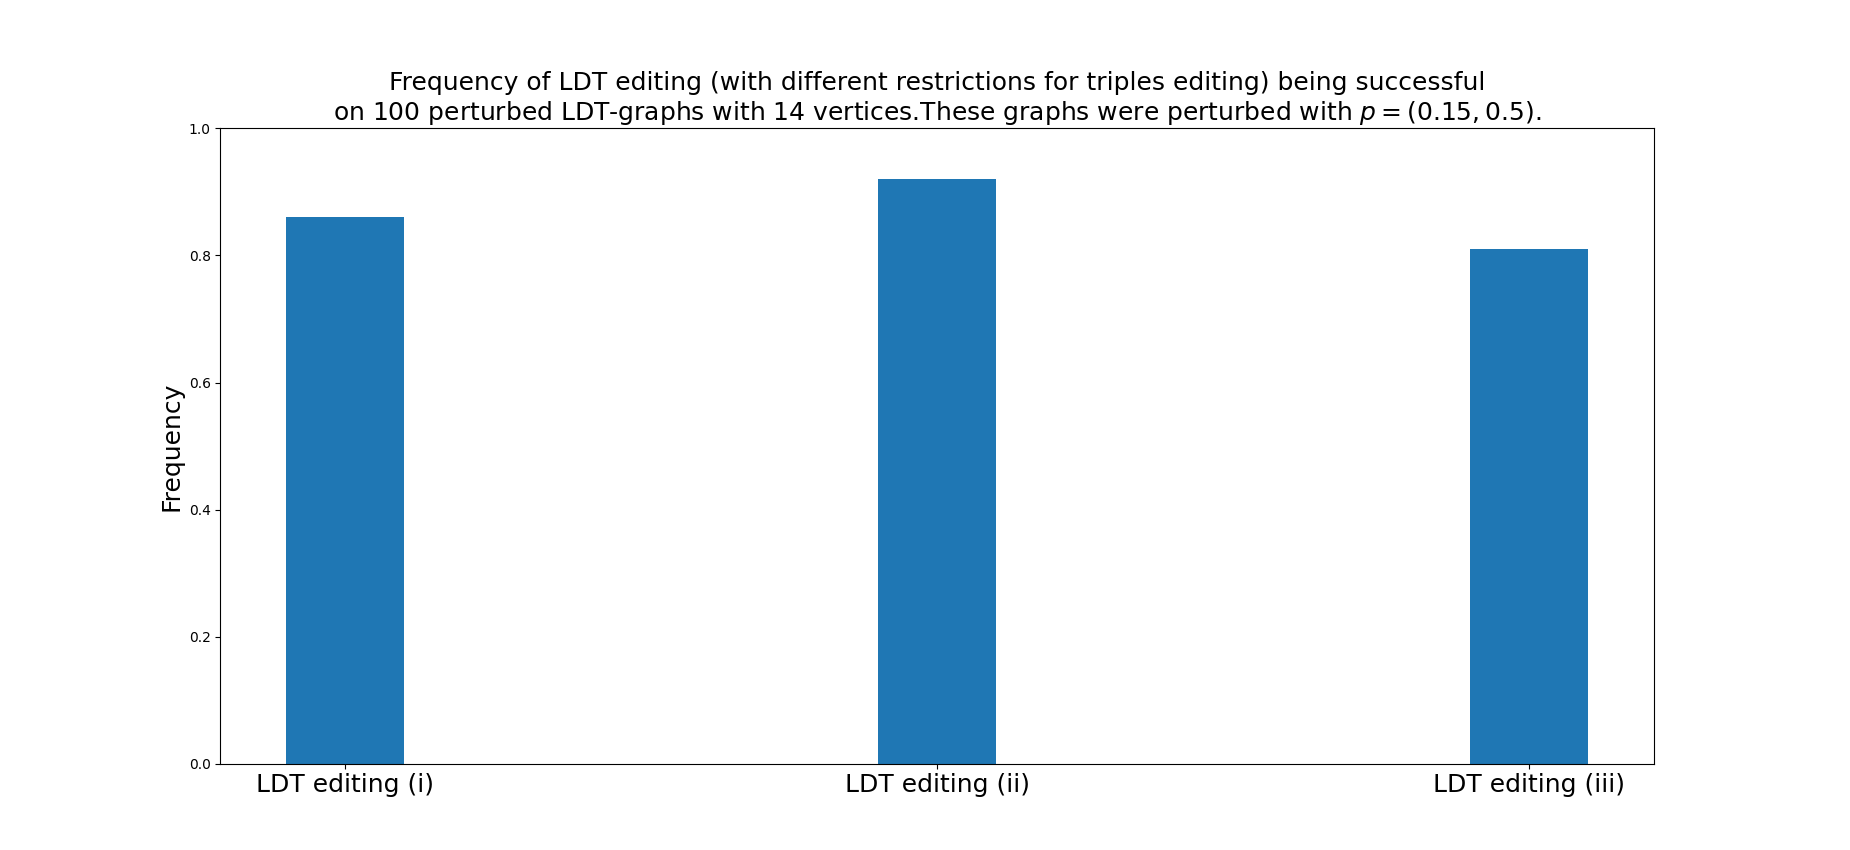 Frequency of LDT editing (with different restrictions for triples editing) being successful
on 100 perturbed LDT-graphs with 14 vertices.These graphs were perturbed with p = (0.15, 0.5).
1.0
0.8
0.6
0.4
0.2
0.0
Frequency
LDT editing (i)
LDT editing (ii)
LDT editing (iii)